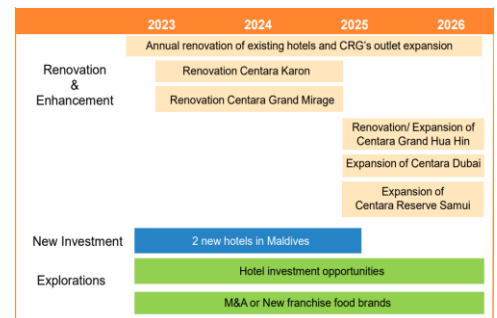 2023 2024 2025 2026
Annual renovation of existing hotels and CRG's outlet expansion
Renovation
&
Enhancement
Renovation Centara Karon
Renovation Centara Grand Mirage
Renovation/ Expansion of
Centara Grand Hua Hin
Expansion of Centara Dubai
Expansion of
Centara Reserve Samui
New Investment
2 new hotels in Maldives
Explorations
Hotel investment opportunities
M&A or New franchise food brands